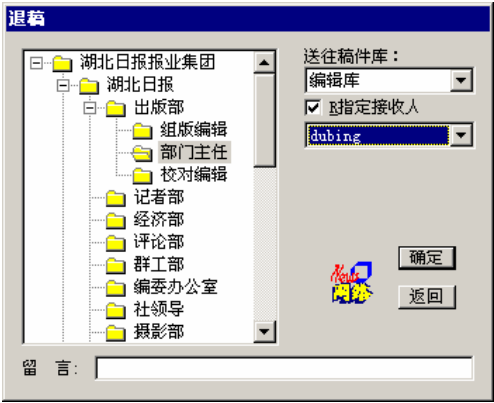 退稿
湖北日报报业集团
湖北日报
出版部
组版编辑
部门主任
校对编辑
记者部
经济部
评论部
群工部
编委办公室
社领导
摄影部
送往稿件库：
编辑库
R指定接收人
dubing
News
网络
确定
返回
留 言: